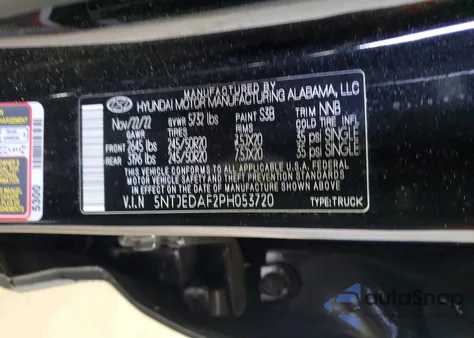 MANUFACTURED BY
HYUNDAI MOTOR MANUFACTURING ALABAMA, LLC
Nov/22/22 GVWR 5732 lbs PAINT S3B TRIM NNB
GAWR TIRES RIMS COLD TIRE INFL
FRONT 2645 lbs 245/50R20 7.5JX20 35 psi SINGLE
REAR 3196 lbs 245/50R20 7.5JX20 35 psi SINGLE
THIS VEHICLE CONFORMS TO ALL APPLICABLE U.S.A. FEDERAL
MOTOR VEHICLE SAFETY AND THEFT PREVENTION STANDARDS
IN EFFECT ON THE DATE OF MANUFACTURE SHOWN ABOVE.
V.I.N 5NTJEDAF2PH053720 TYPE:TRUCK
5300
autoSnap